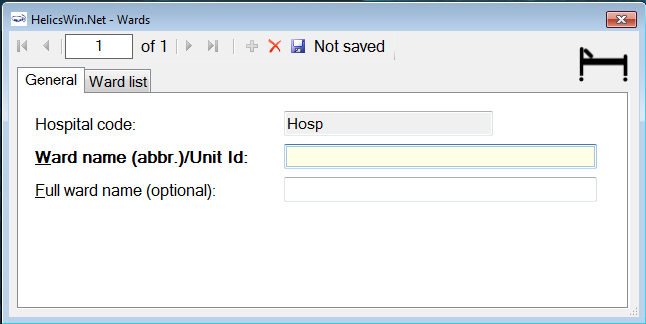 HelicsWin.Net - Wards
1 of 1 Not saved
General Ward list
Hospital code: Hosp
Ward name (abbr.)/Unit Id:
Full ward name (optional):